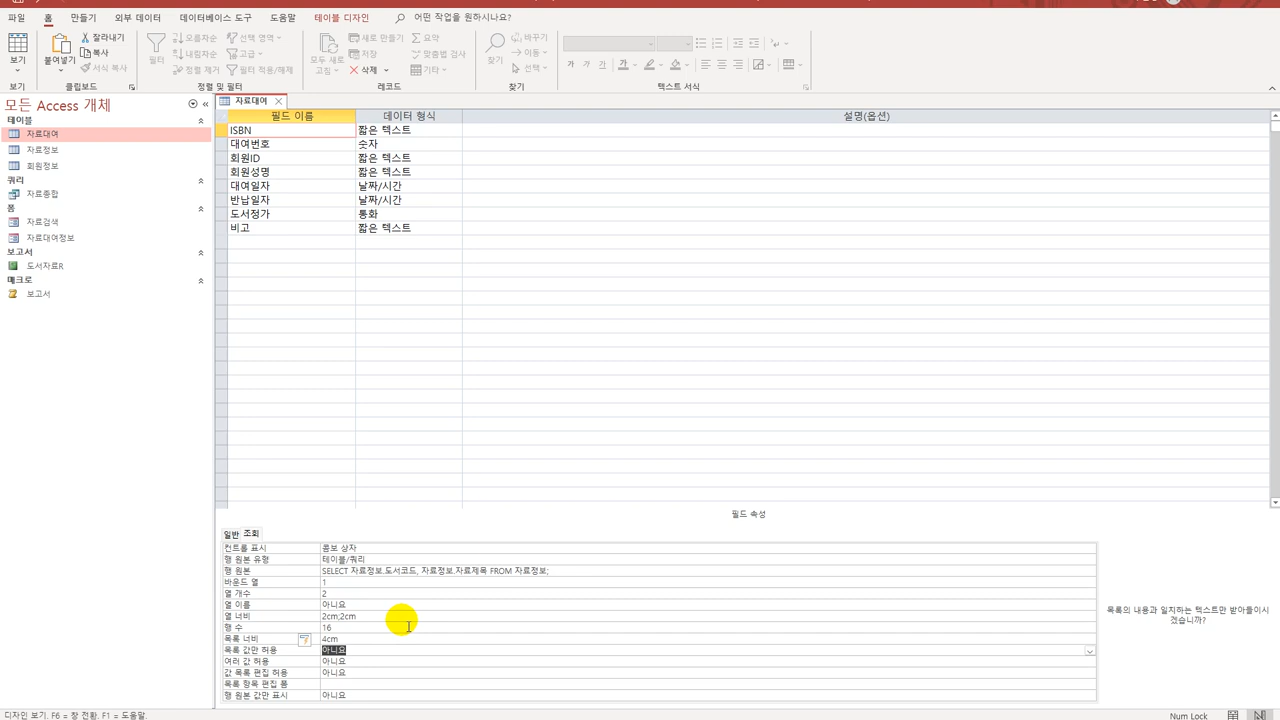 파일 홈 만들기 외부 데이터 데이터베이스 도구 도움말 테이블 디자인 어떤 작업을 원하시나요?
보기
붙여넣기
잘라내기
복사
서식 복사
필터
오름순
내림차순
정렬 제거
선택 영역
고급
필터 적용/해제
모두 새로
고침
새로 만들기
저장
삭제
요약
맞춤법 검사
기타
찾기
바꾸기
이동
선택
가 가 가 가
보기 클립보드 정렬 및 필터 레코드 찾기 텍스트 서식
모든 Access 개체
테이블
자료대여
자료정보
회원정보
쿼리
자료종합
폼
자료검색
자료대여정보
보고서
도서자료R
매크로
보고서
자료대여
필드 이름 데이터 형식 설명(옵션)
ISBN 짧은 텍스트
대여번호 숫자
회원ID 짧은 텍스트
회원성명 짧은 텍스트
대여일자 날짜/시간
반납일자 날짜/시간
도서정가 통화
비고 짧은 텍스트
필드 속성
일반 조회
컨트롤 표시 콤보 상자
행 원본 유형 테이블/쿼리
행 원본 SELECT 자료정보.도서코드, 자료정보.자료제목 FROM 자료정보;
바운드 열 1
열 개수 2
열 이름 아니요
열 너비 2cm;2cm
행 수 16
목록 너비 4cm
목록 값만 허용 아니요
여러 값 허용 아니요
값 목록 편집 허용 아니요
목록 항목 편집 폼
행 원본 값만 표시 아니요
목록의 내용과 일치하는 텍스트만 받아들이시
겠습니까?
디자인 보기. F6 = 창 전환. F1 = 도움말.
Num Lock